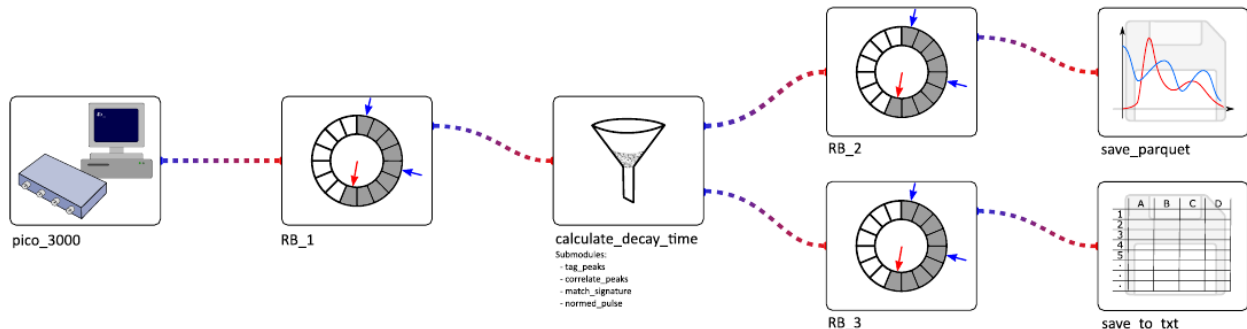 pico_3000
RB_1
calculate_decay_time
Submodules:
- tag_peaks
- correlate_peaks
- match_signature
- normed_pulse
RB_2
save_parquet
RB_3
A B C D
1
2
3
4
5
.
.
.
save_to_txt